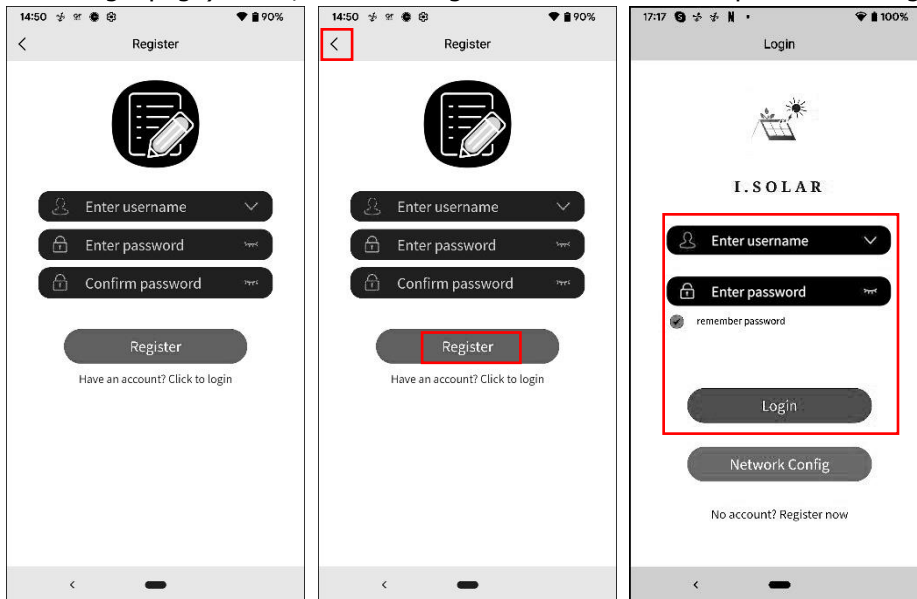 14:50 90%
Register
Enter username
Enter password
Confirm password
Register
Have an account? Click to login
14:50 90%
Register
Enter username
Enter password
Confirm password
Register
Have an account? Click to login
17:17 100%
Login
I.SOLAR
Enter username
Enter password
remember password
Login
Network Config
No account? Register now